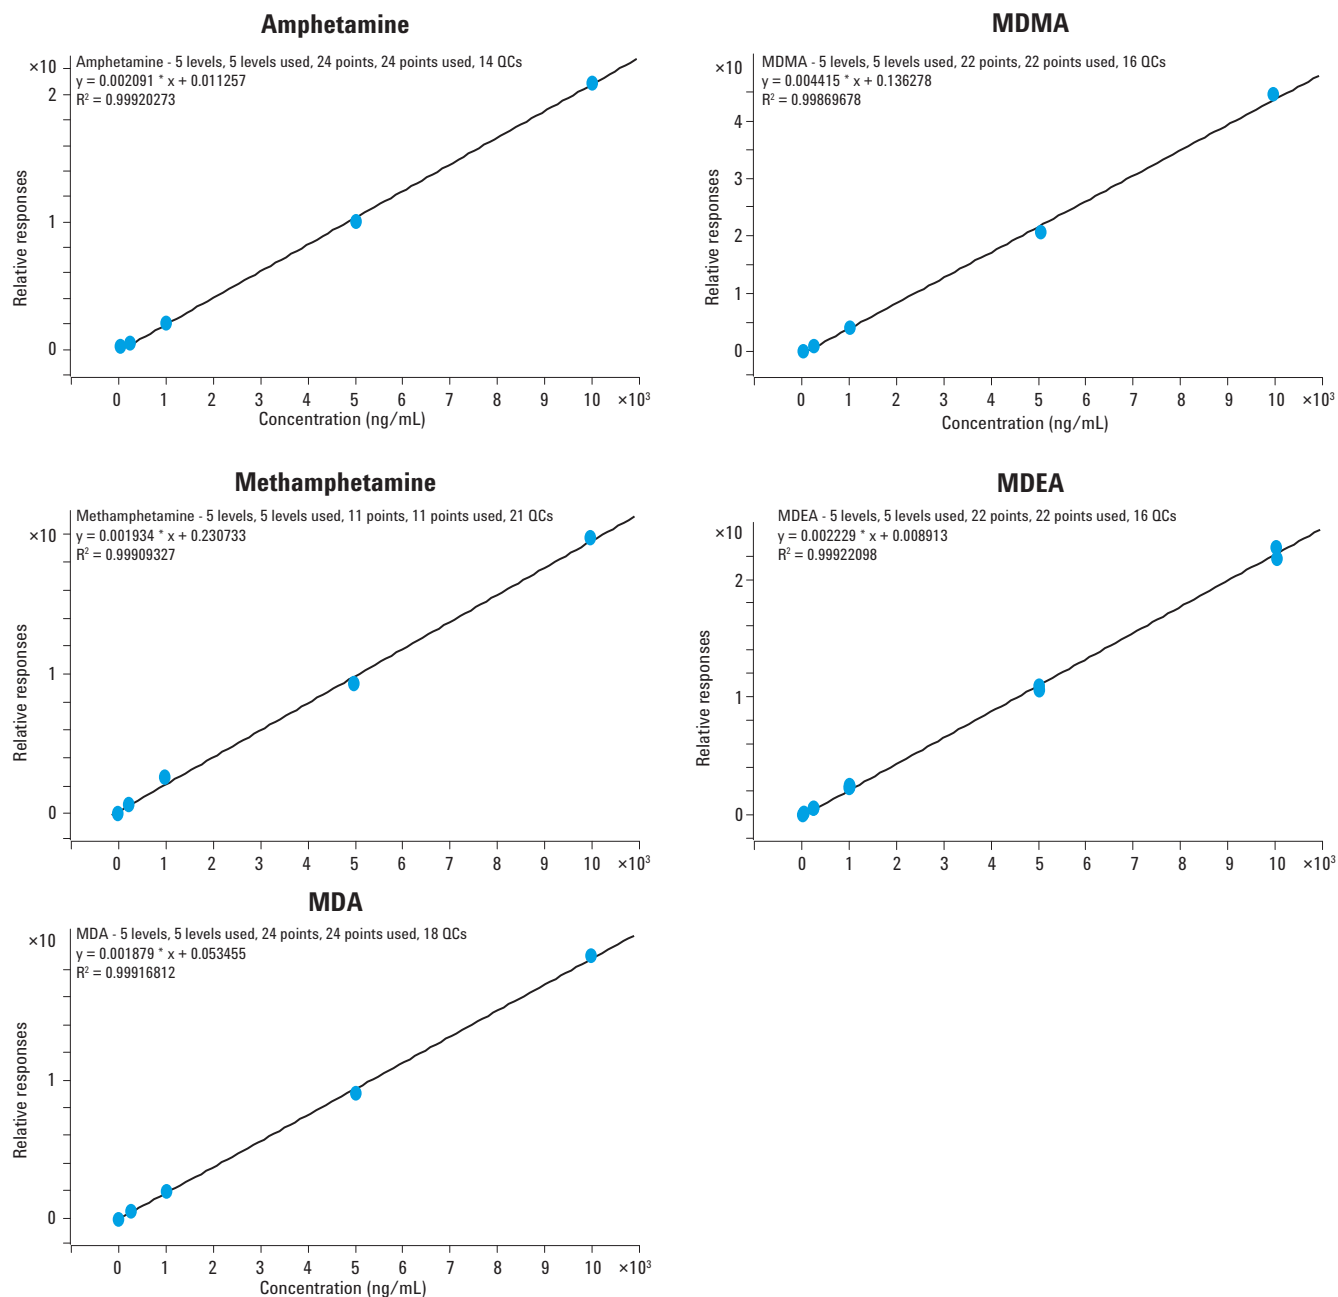 Amphetamine
×10
Amphetamine - 5 levels, 5 levels used, 24 points, 24 points used, 14 QCs
y = 0.002091 * x + 0.011257
R² = 0.99920273
2
1
0
Relative responses
0 1 2 3 4 5 6 7 8 9 10 ×10³
Concentration (ng/mL)
MDMA
×10
MDMA - 5 levels, 5 levels used, 22 points, 22 points used, 16 QCs
y = 0.004415 * x + 0.136278
R² = 0.99869678
4
3
2
1
0
Relative responses
0 1 2 3 4 5 6 7 8 9 10 ×10³
Concentration (ng/mL)
Methamphetamine
×10
Methamphetamine - 5 levels, 5 levels used, 11 points, 11 points used, 21 QCs
y = 0.001934 * x + 0.230733
R² = 0.99909327
1
0
Relative responses
0 1 2 3 4 5 6 7 8 9 10 ×10³
MDEA
×10
MDEA - 5 levels, 5 levels used, 22 points, 22 points used, 16 QCs
y = 0.002229 * x + 0.008913
R² = 0.99922098
2
1
0
Relative responses
0 1 2 3 4 5 6 7 8 9 10 ×10³
MDA
×10
MDA - 5 levels, 5 levels used, 24 points, 24 points used, 18 QCs
y = 0.001879 * x + 0.053455
R² = 0.99916812
1
0
Relative responses
0 1 2 3 4 5 6 7 8 9 10 ×10³
Concentration (ng/mL)